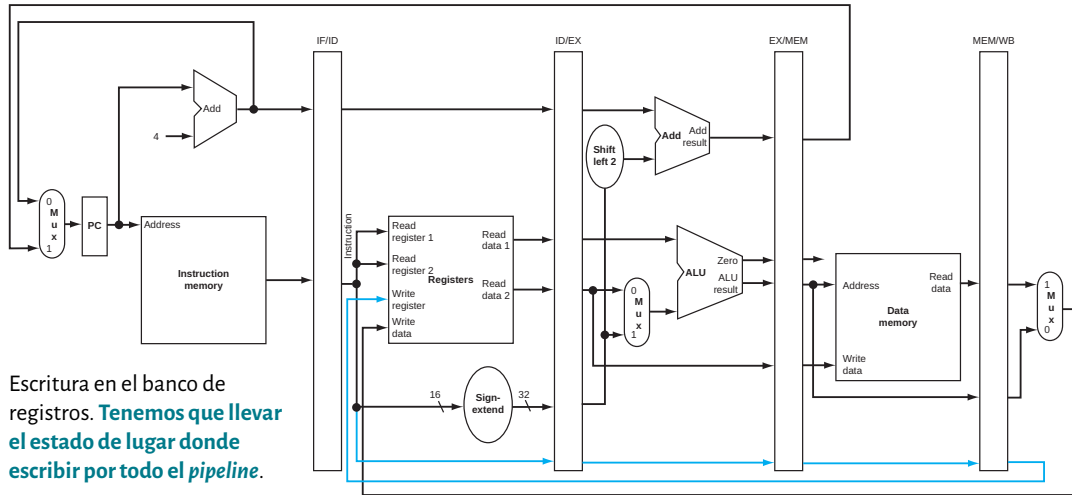 IF/ID
ID/EX
EX/MEM
MEM/WB
Add
4
Shift
left 2
Add
Add
result
0
M
u
x
1
PC
Address
Instruction
memory
Instruction
Read
register 1
Read
register 2
Write
register
Write
data
Registers
Read
data 1
Read
data 2
0
M
u
x
1
Zero
ALU
ALU
result
Address
Write
data
Data
memory
Read
data
1
M
u
x
0
16
Sign-
extend
32
Escritura en el banco de
registros. Tenemos que llevar
el estado de lugar donde
escribir por todo el pipeline.